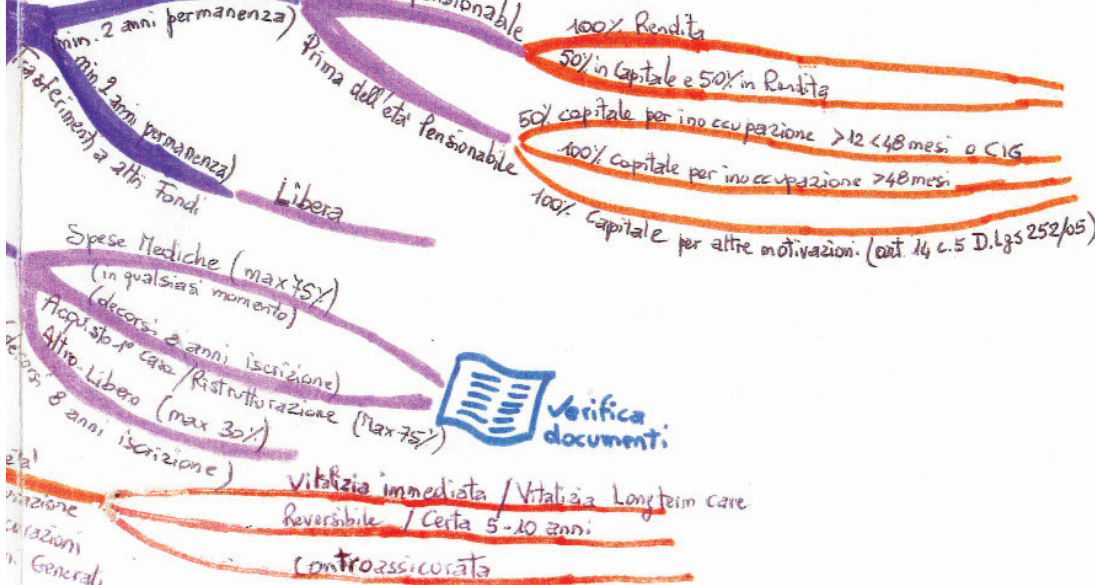 min. 2 anni permanenza)
Pensionabile
100% Rendita
50% in Capitale e 50% in Rendita
Prima dell'età Pensionabile
50% capitale per inoccupazione >12 <48 mesi o CIG
100% capitale per inoccupazione >48 mesi
100% Capitale per altre motivazioni (art. 14 c.5 D.lgs 252/05)
min 2 anni permanenza)
Trasferimenti a altri Fondi
Libera
Spese Mediche (max 75%)
(in qualsiasi momento)
(decorsi 8 anni iscrizione)
Acquisto 1° casa / Ristrutturazione (Max 75%)
Altro-Libero (max 30%)
(decorsi 8 anni iscrizione)
Verifica
documenti
Vitalizia immediata / Vitalizia Longterm care
Reversibile / Certa 5-10 anni
Controassicurata
Generali